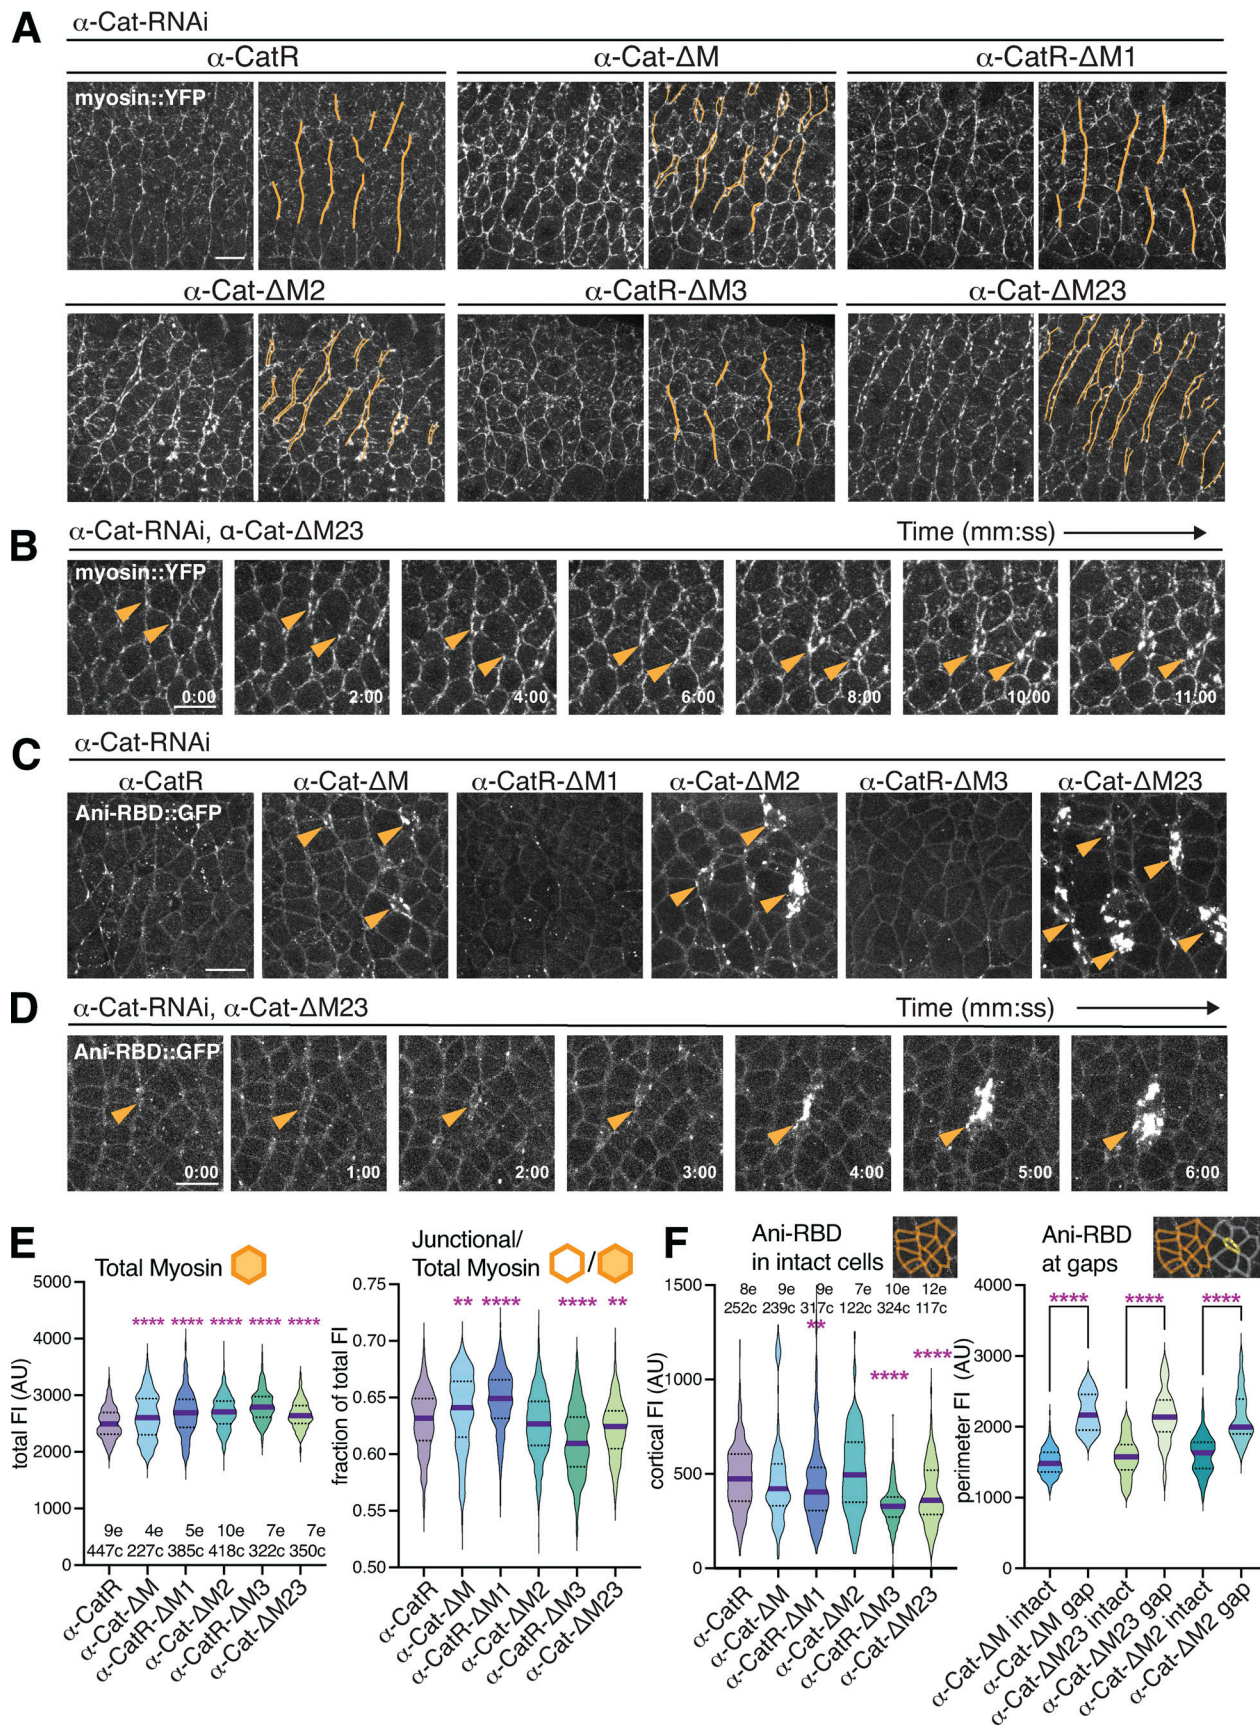 A
α-Cat-RNAi
α-CatR
α-Cat-ΔM
α-CatR-ΔM1
myosin::YFP
α-Cat-ΔM2
α-CatR-ΔM3
α-Cat-ΔM23
B
α-Cat-RNAi, α-Cat-ΔM23
Time (mm:ss)
myosin::YFP
0:00
2:00
4:00
6:00
8:00
10:00
11:00
C
α-Cat-RNAi
α-CatR
α-Cat-ΔM
α-CatR-ΔM1
α-Cat-ΔM2
α-CatR-ΔM3
α-Cat-ΔM23
Ani-RBD::GFP
D
α-Cat-RNAi, α-Cat-ΔM23
Time (mm:ss)
Ani-RBD::GFP
0:00
1:00
2:00
3:00
4:00
5:00
6:00
E
Total Myosin
total FI (AU)
5000
4000
3000
2000
1000
0
**** **** **** **** ****
9e 4e 5e 10e 7e 7e
447c 227c 385c 418c 322c 350c
α-CatR
α-Cat-ΔM
α-CatR-ΔM1
α-Cat-ΔM2
α-CatR-ΔM3
α-Cat-ΔM23
Junctional/
Total Myosin
/
fraction of total FI
0.75
0.70
0.65
0.60
0.55
0.50
** **** **** **
α-CatR
α-Cat-ΔM
α-CatR-ΔM1
α-Cat-ΔM2
α-CatR-ΔM3
α-Cat-ΔM23
F
Ani-RBD
in intact cells
cortical FI (AU)
1500
1000
500
0
8e 9e 9e 7e 10e 12e
252c 239c 317c 122c 324c 117c
** **** ****
α-CatR
α-Cat-ΔM
α-CatR-ΔM1
α-Cat-ΔM2
α-CatR-ΔM3
α-Cat-ΔM23
Ani-RBD
at gaps
perimeter FI (AU)
4000
3000
2000
1000
0
**** **** ****
α-Cat-ΔM intact
α-Cat-ΔM gap
α-Cat-ΔM23 intact
α-Cat-ΔM23 gap
α-Cat-ΔM2 intact
α-Cat-ΔM2 gap